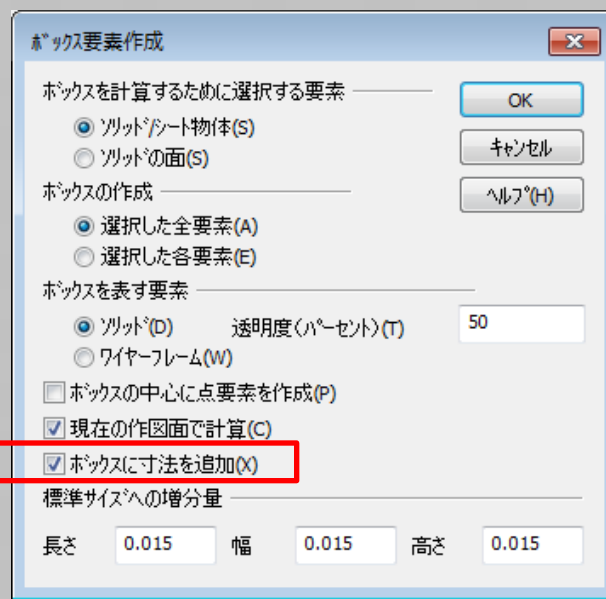 ボックス要素作成
ボックスを計算するために選択する要素
OK
ソリッド/シート物体(S)
キャンセル
ソリッドの面(S)
ヘルプ(H)
ボックスの作成
選択した全要素(A)
選択した各要素(E)
ボックスを表す要素
ソリッド(D) 透明度(パーセント)(T) 50
ワイヤーフレーム(W)
ボックスの中心に点要素を作成(P)
現在の作図面で計算(C)
ボックスに寸法を追加(X)
標準サイズへの増分量
長さ 0.015 幅 0.015 高さ 0.015